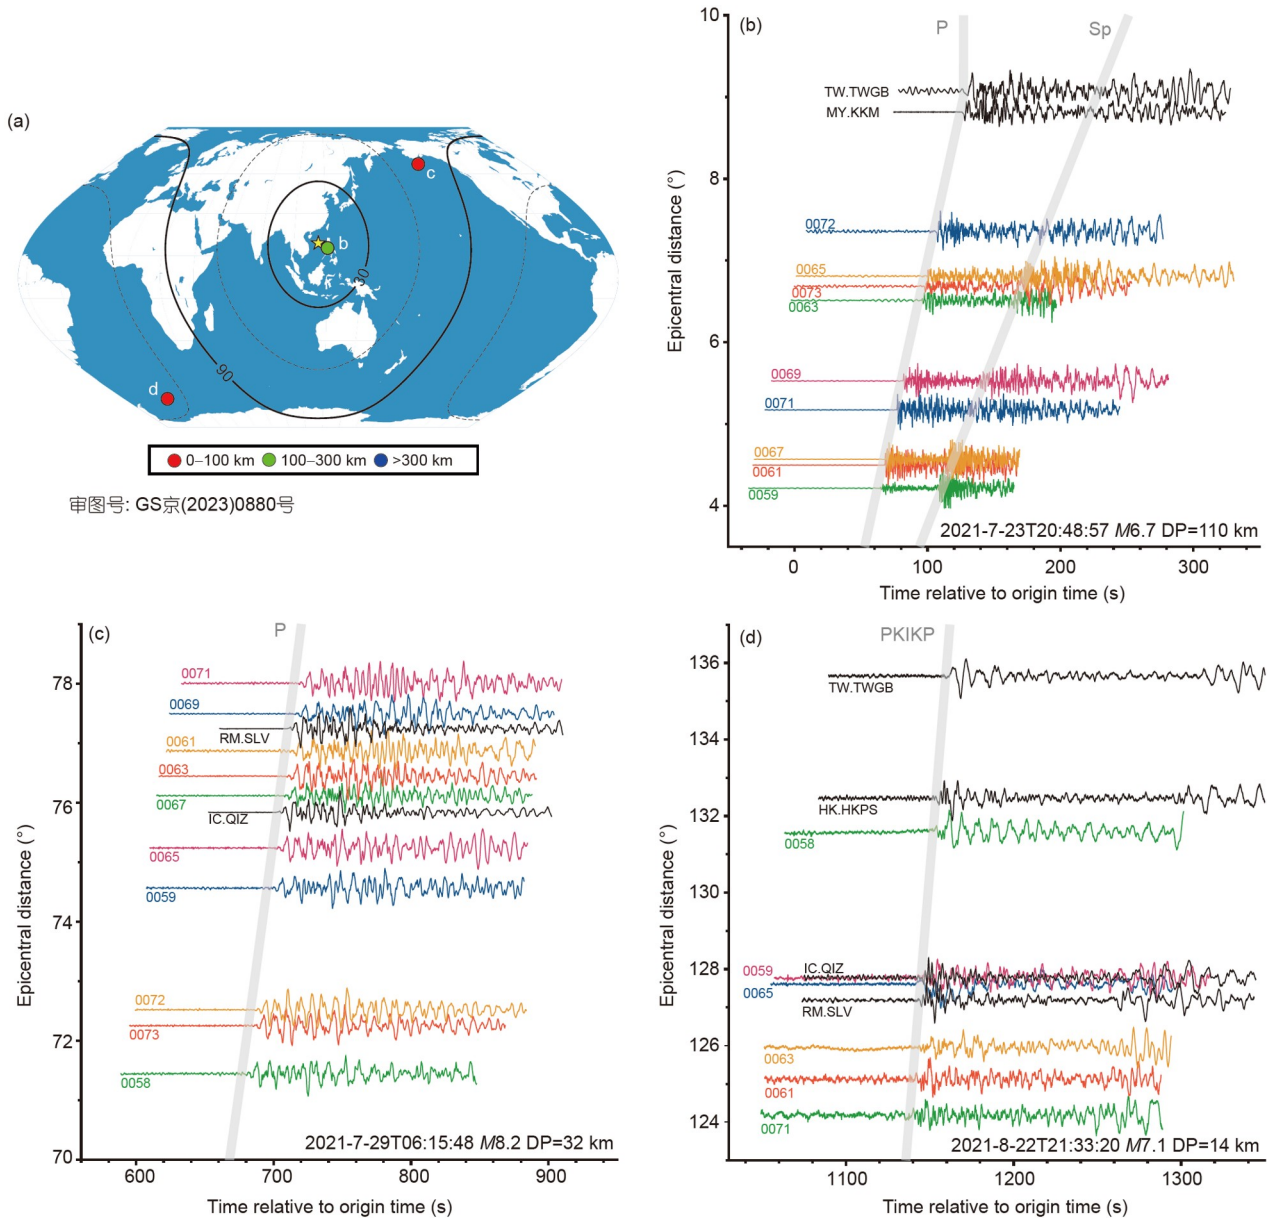 (a)
c
b
30
90
d
0–100 km 100–300 km >300 km
审图号: GS京(2023)0880号
(b)
P
Sp
10
8
6
4
Epicentral distance (°)
TW.TWGB
MY.KKM
0072
0065
0073
0063
0069
0071
0067
0061
0059
2021-7-23T20:48:57 M6.7 DP=110 km
0 100 200 300
Time relative to origin time (s)
(c)
P
78
76
74
72
70
Epicentral distance (°)
0071
0069
RM.SLV
0061
0063
0067
IC.QIZ
0065
0059
0072
0073
0058
2021-7-29T06:15:48 M8.2 DP=32 km
600 700 800 900
Time relative to origin time (s)
(d)
PKIKP
136
134
132
130
128
126
124
Epicentral distance (°)
TW.TWGB
HK.HKPS
0058
0059
IC.QIZ
0065
RM.SLV
0063
0061
0071
2021-8-22T21:33:20 M7.1 DP=14 km
1100 1200 1300
Time relative to origin time (s)